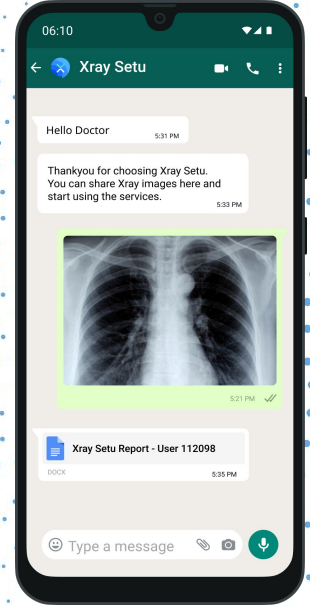 06:10
Xray Setu
Hello Doctor
5:31 PM
Thankyou for choosing Xray Setu.
You can share Xray images here and
start using the services.
5:33 PM
5:21 PM
Xray Setu Report - User 112098
DOCX
5:35 PM
Type a message